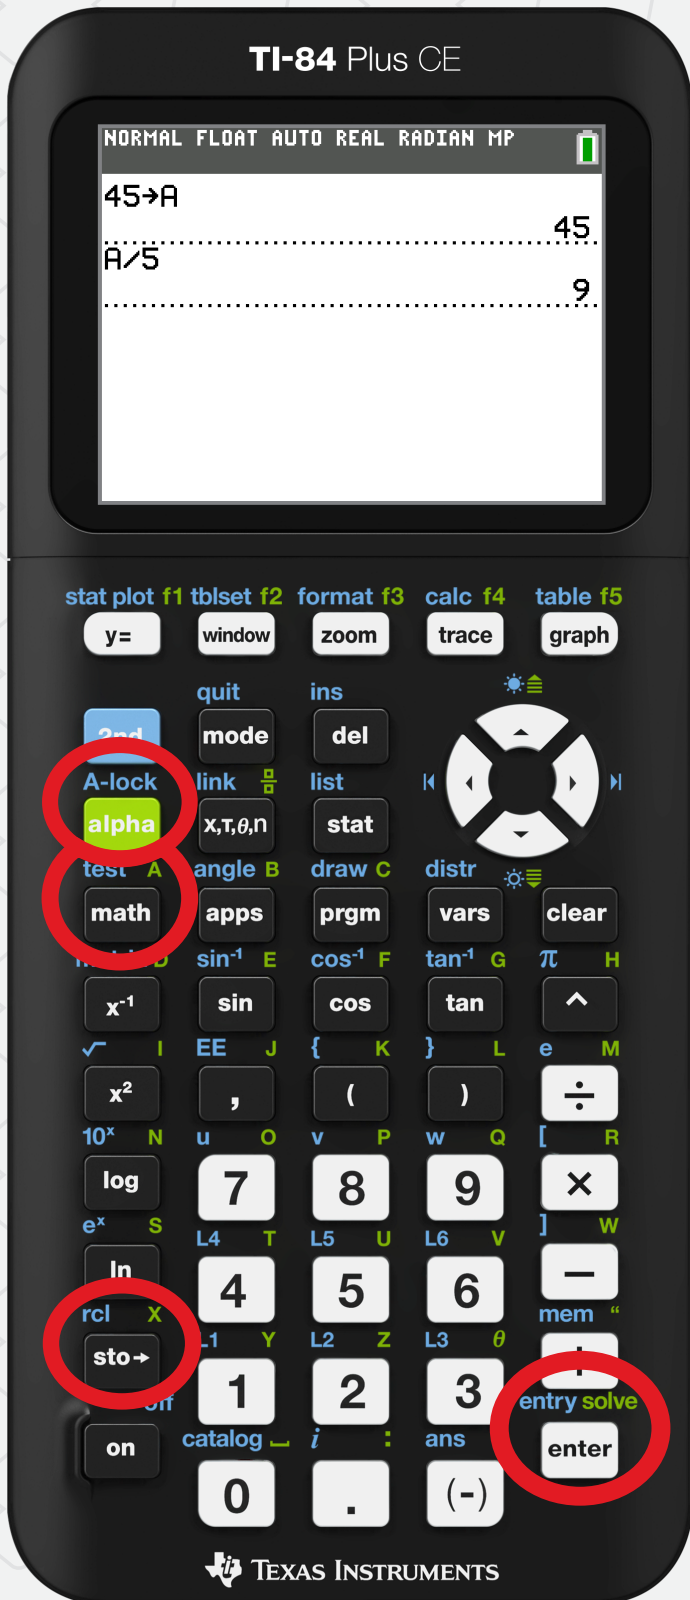 TI-84 Plus CE
NORMAL FLOAT AUTO REAL RADIAN MP
45→A
45
A/5
9
stat plot f1 tblset f2 format f3 calc f4 table f5
y= window zoom trace graph
quit ins
2nd mode del
A-lock link list
alpha X,T,θ,n stat
test A angle B draw C distr
math apps prgm vars clear
D sin⁻¹ E cos⁻¹ F tan⁻¹ G π H
x⁻¹ sin cos tan ^
√ I EE J { K } L e M
x² , ( ) ÷
10ˣ N u O v P w Q [ R
log 7 8 9 ×
eˣ S L4 T L5 U L6 V ] W
ln 4 5 6 −
rcl X L1 Y L2 Z L3 θ mem "
sto→ 1 2 3 +
off catalog ⎵ i : ans entry solve
on 0 . (-) enter
TEXAS INSTRUMENTS